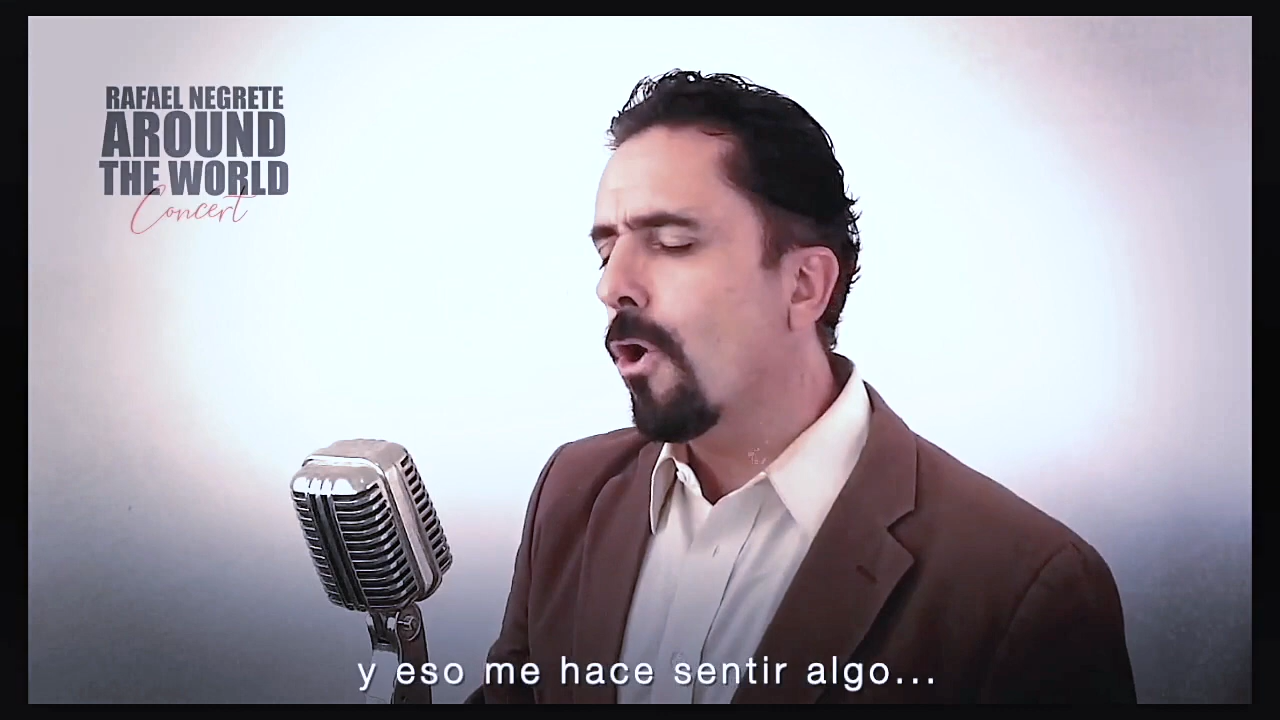 RAFAEL NEGRETE
AROUND
THE WORLD
Concert
y eso me hace sentir algo...